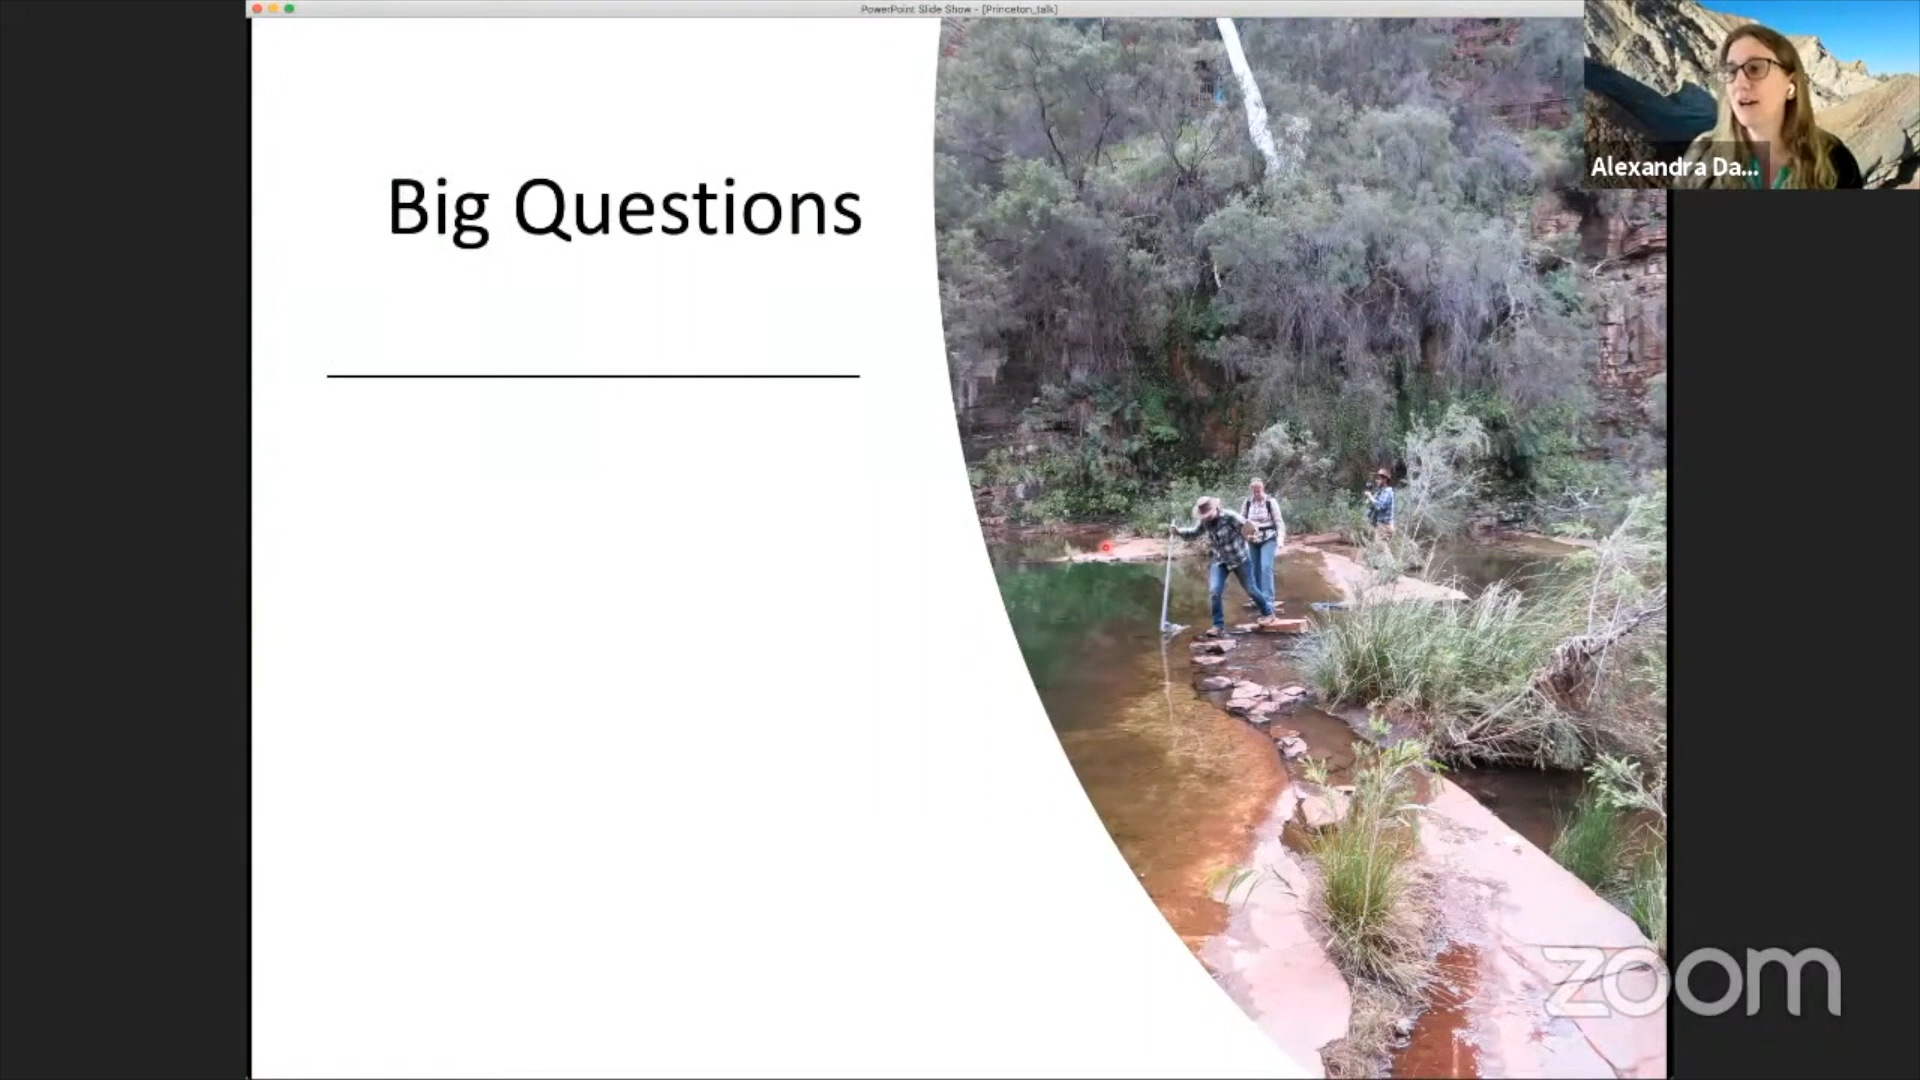 PowerPoint Slide Show - [Princeton_talk]
Alexandra Da...
Big Questions
zoom